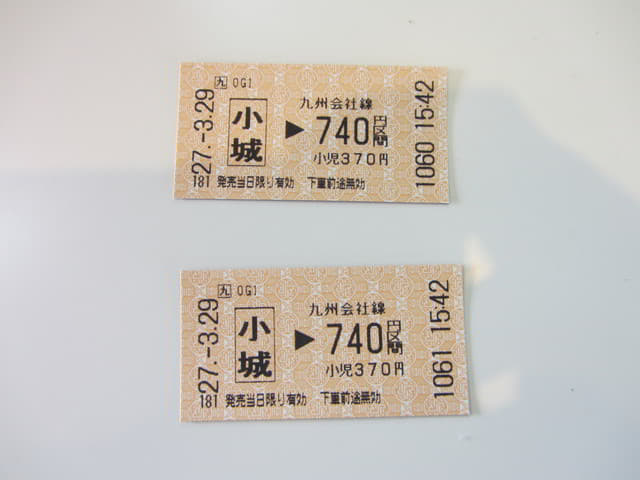 九 OG1
27.-3.29
小城
九州会社線
▶ 740円区間
小児370円
181 発売当日限り有効 下車前途無効
1060 15:42
九 OG1
27.-3.29
小城
九州会社線
▶ 740円区間
小児370円
181 発売当日限り有効 下車前途無効
1061 15:42